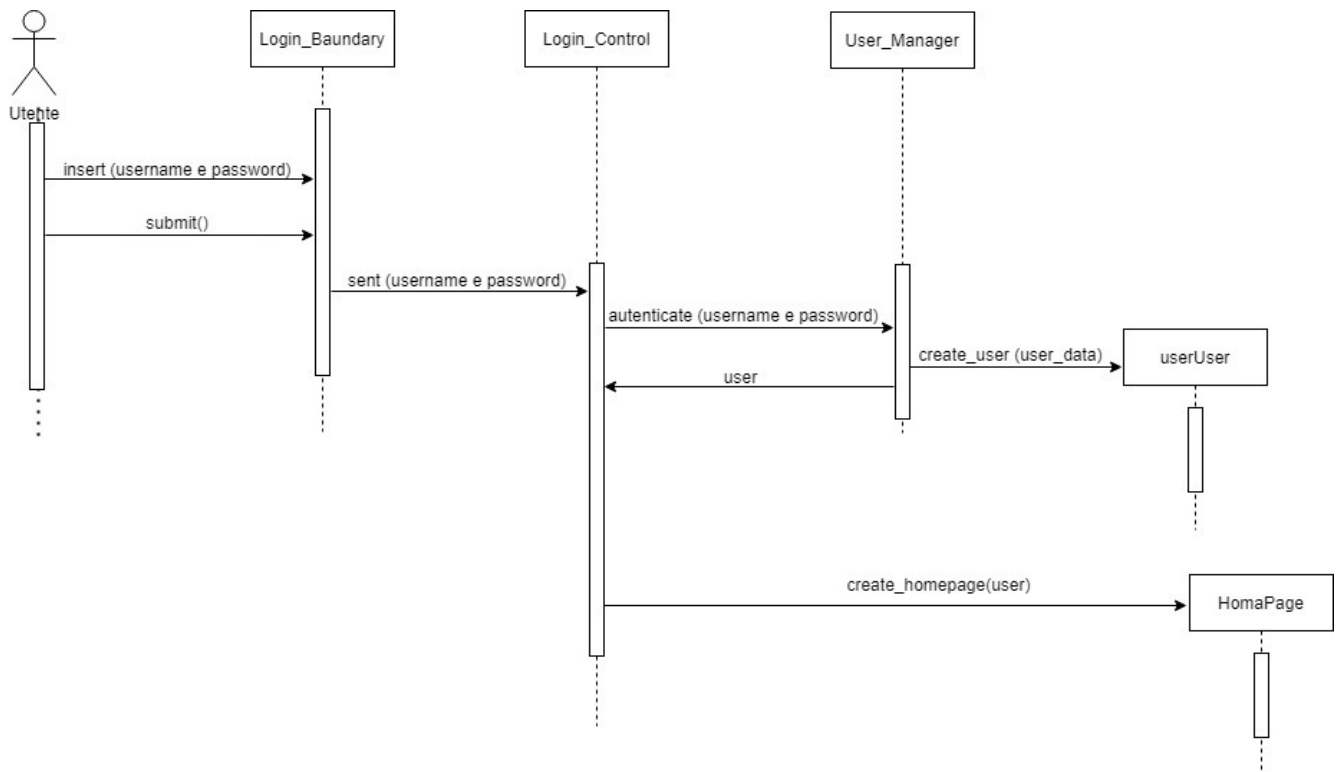 Login_Baundary
Login_Control
User_Manager
Utente
insert (username e password)
submit()
sent (username e password)
autenticate (username e password)
create_user (user_data)
userUser
user
create_homepage(user)
HomaPage